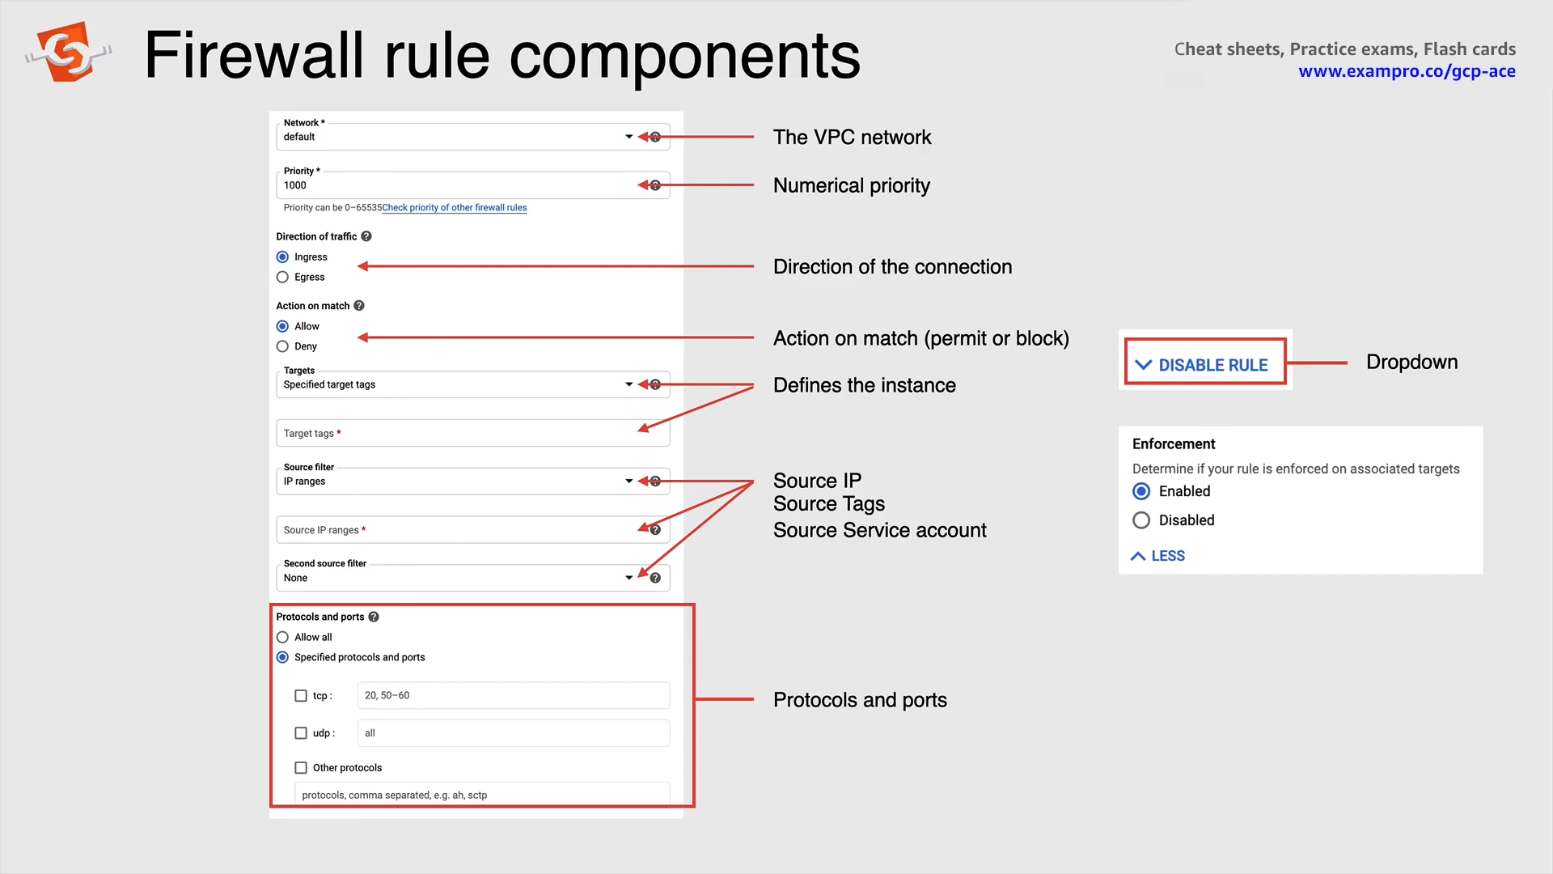 Firewall rule components
Cheat sheets, Practice exams, Flash cards
www.exampro.co/gcp-ace
Network *
default
The VPC network
Priority *
1000
Numerical priority
Priority can be 0–65535Check priority of other firewall rules
Direction of traffic
Ingress
Egress
Direction of the connection
Action on match
Allow
Deny
Action on match (permit or block)
Targets
Specified target tags
Defines the instance
Target tags *
Source filter
IP ranges
Source IP
Source Tags
Source Service account
Source IP ranges *
Second source filter
None
Protocols and ports
Allow all
Specified protocols and ports
tcp :
20, 50–60
udp :
all
Other protocols
protocols, comma separated, e.g. ah, sctp
Protocols and ports
DISABLE RULE
Dropdown
Enforcement
Determine if your rule is enforced on associated targets
Enabled
Disabled
LESS